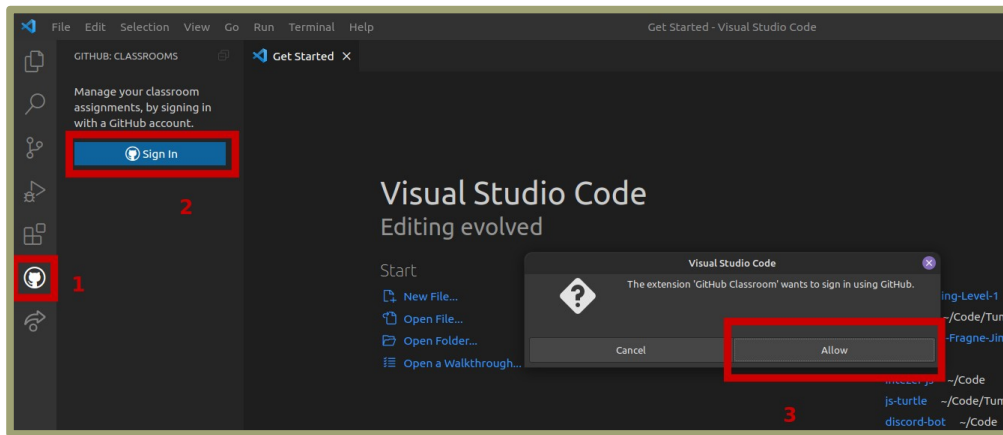 File Edit Selection View Go Run Terminal Help
Get Started - Visual Studio Code
GITHUB: CLASSROOMS
Get Started
Manage your classroom
assignments, by signing in
with a GitHub account.
Sign In
2
1
Visual Studio Code
Editing evolved
Start
New File...
Open File...
Open Folder...
Open a Walkthrough...
Visual Studio Code
The extension 'GitHub Classroom' wants to sign in using GitHub.
Cancel
Allow
3
ing-Level-1
~/Code/Tum
-Fragne-Jin
~/Code
js-turtle ~/Code/Tum
discord-bot ~/Code